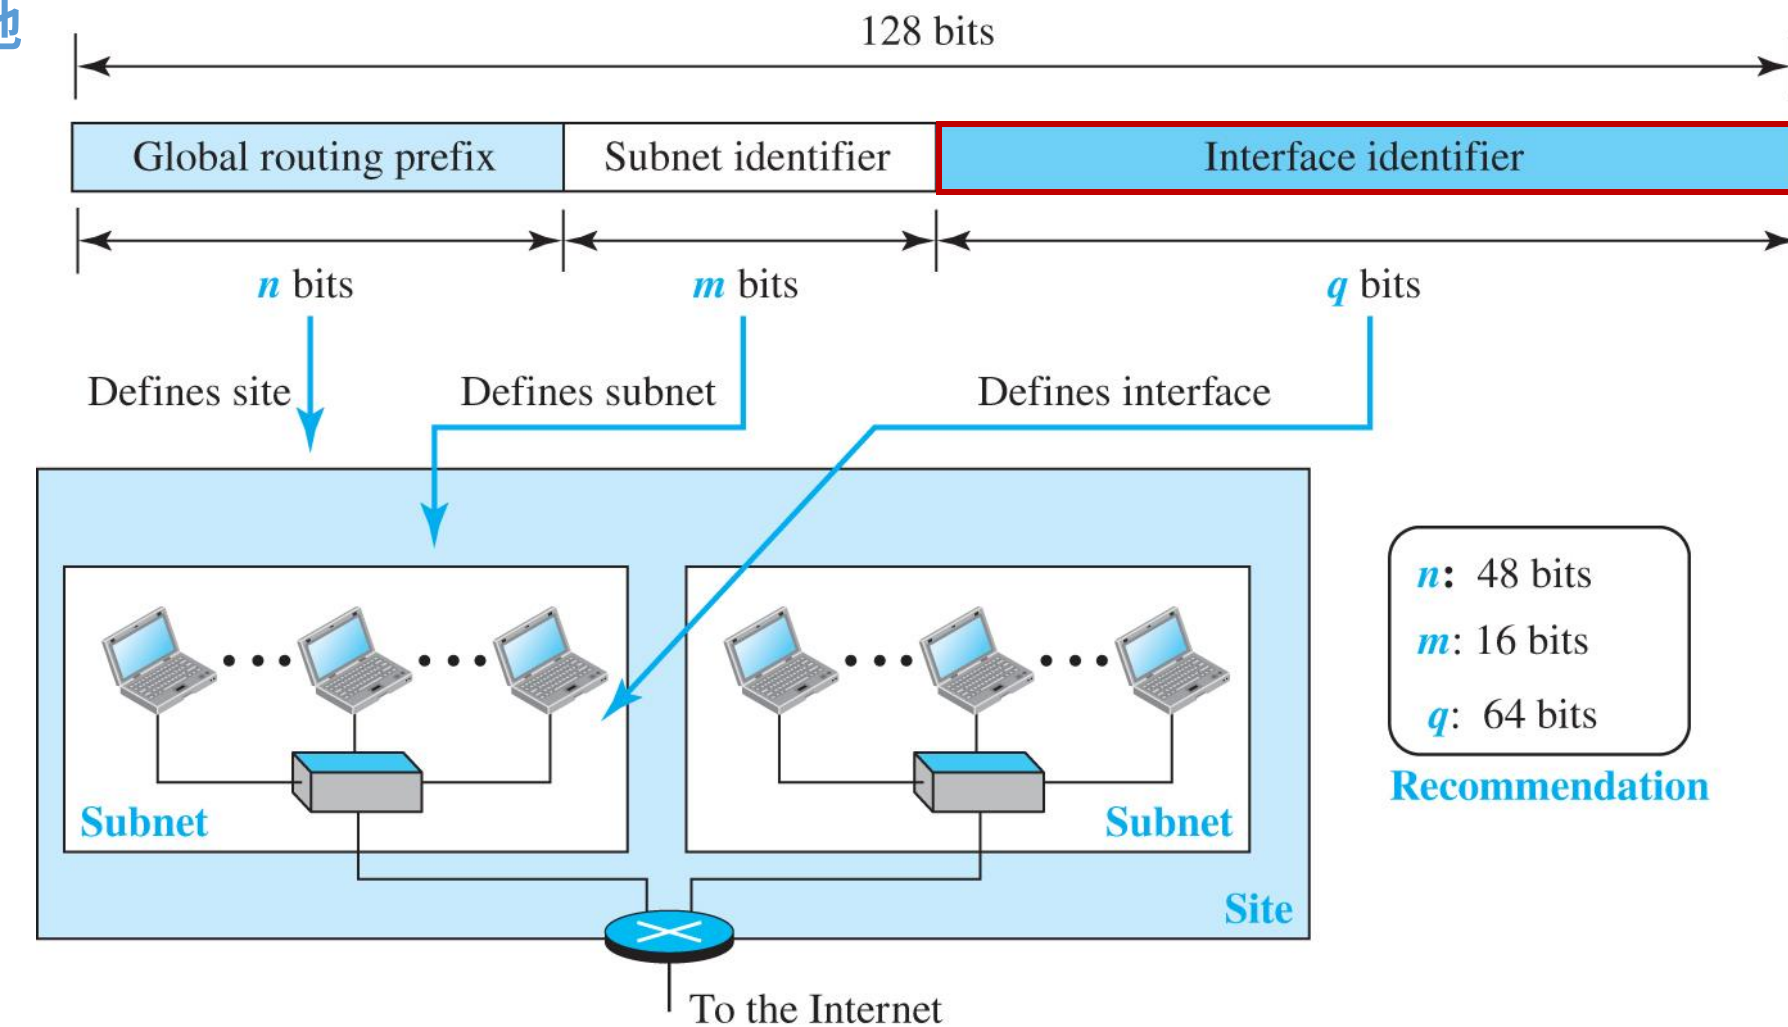 128 bits
Global routing prefix
Subnet identifier
Interface identifier
n bits
m bits
q bits
Defines site
Defines subnet
Defines interface
n: 48 bits
m: 16 bits
q: 64 bits
Recommendation
Subnet
Subnet
Site
To the Internet